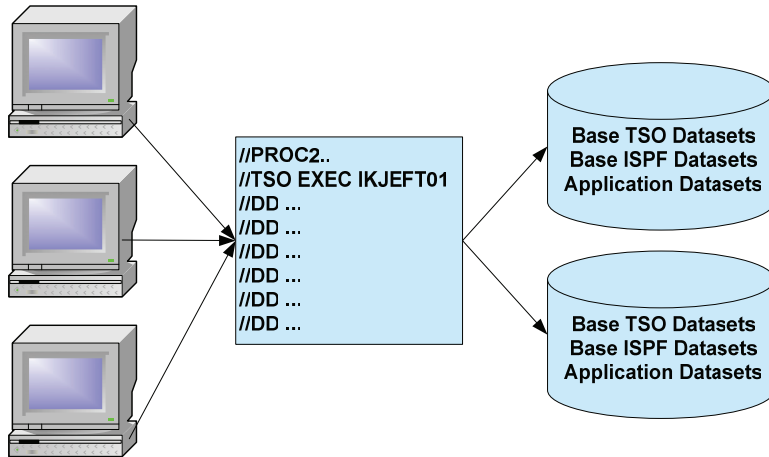 //PROC2..
//TSO EXEC IKJEFT01
//DD ...
//DD ...
//DD ...
//DD ...
//DD ...
//DD ...
Base TSO Datasets
Base ISPF Datasets
Application Datasets
Base TSO Datasets
Base ISPF Datasets
Application Datasets